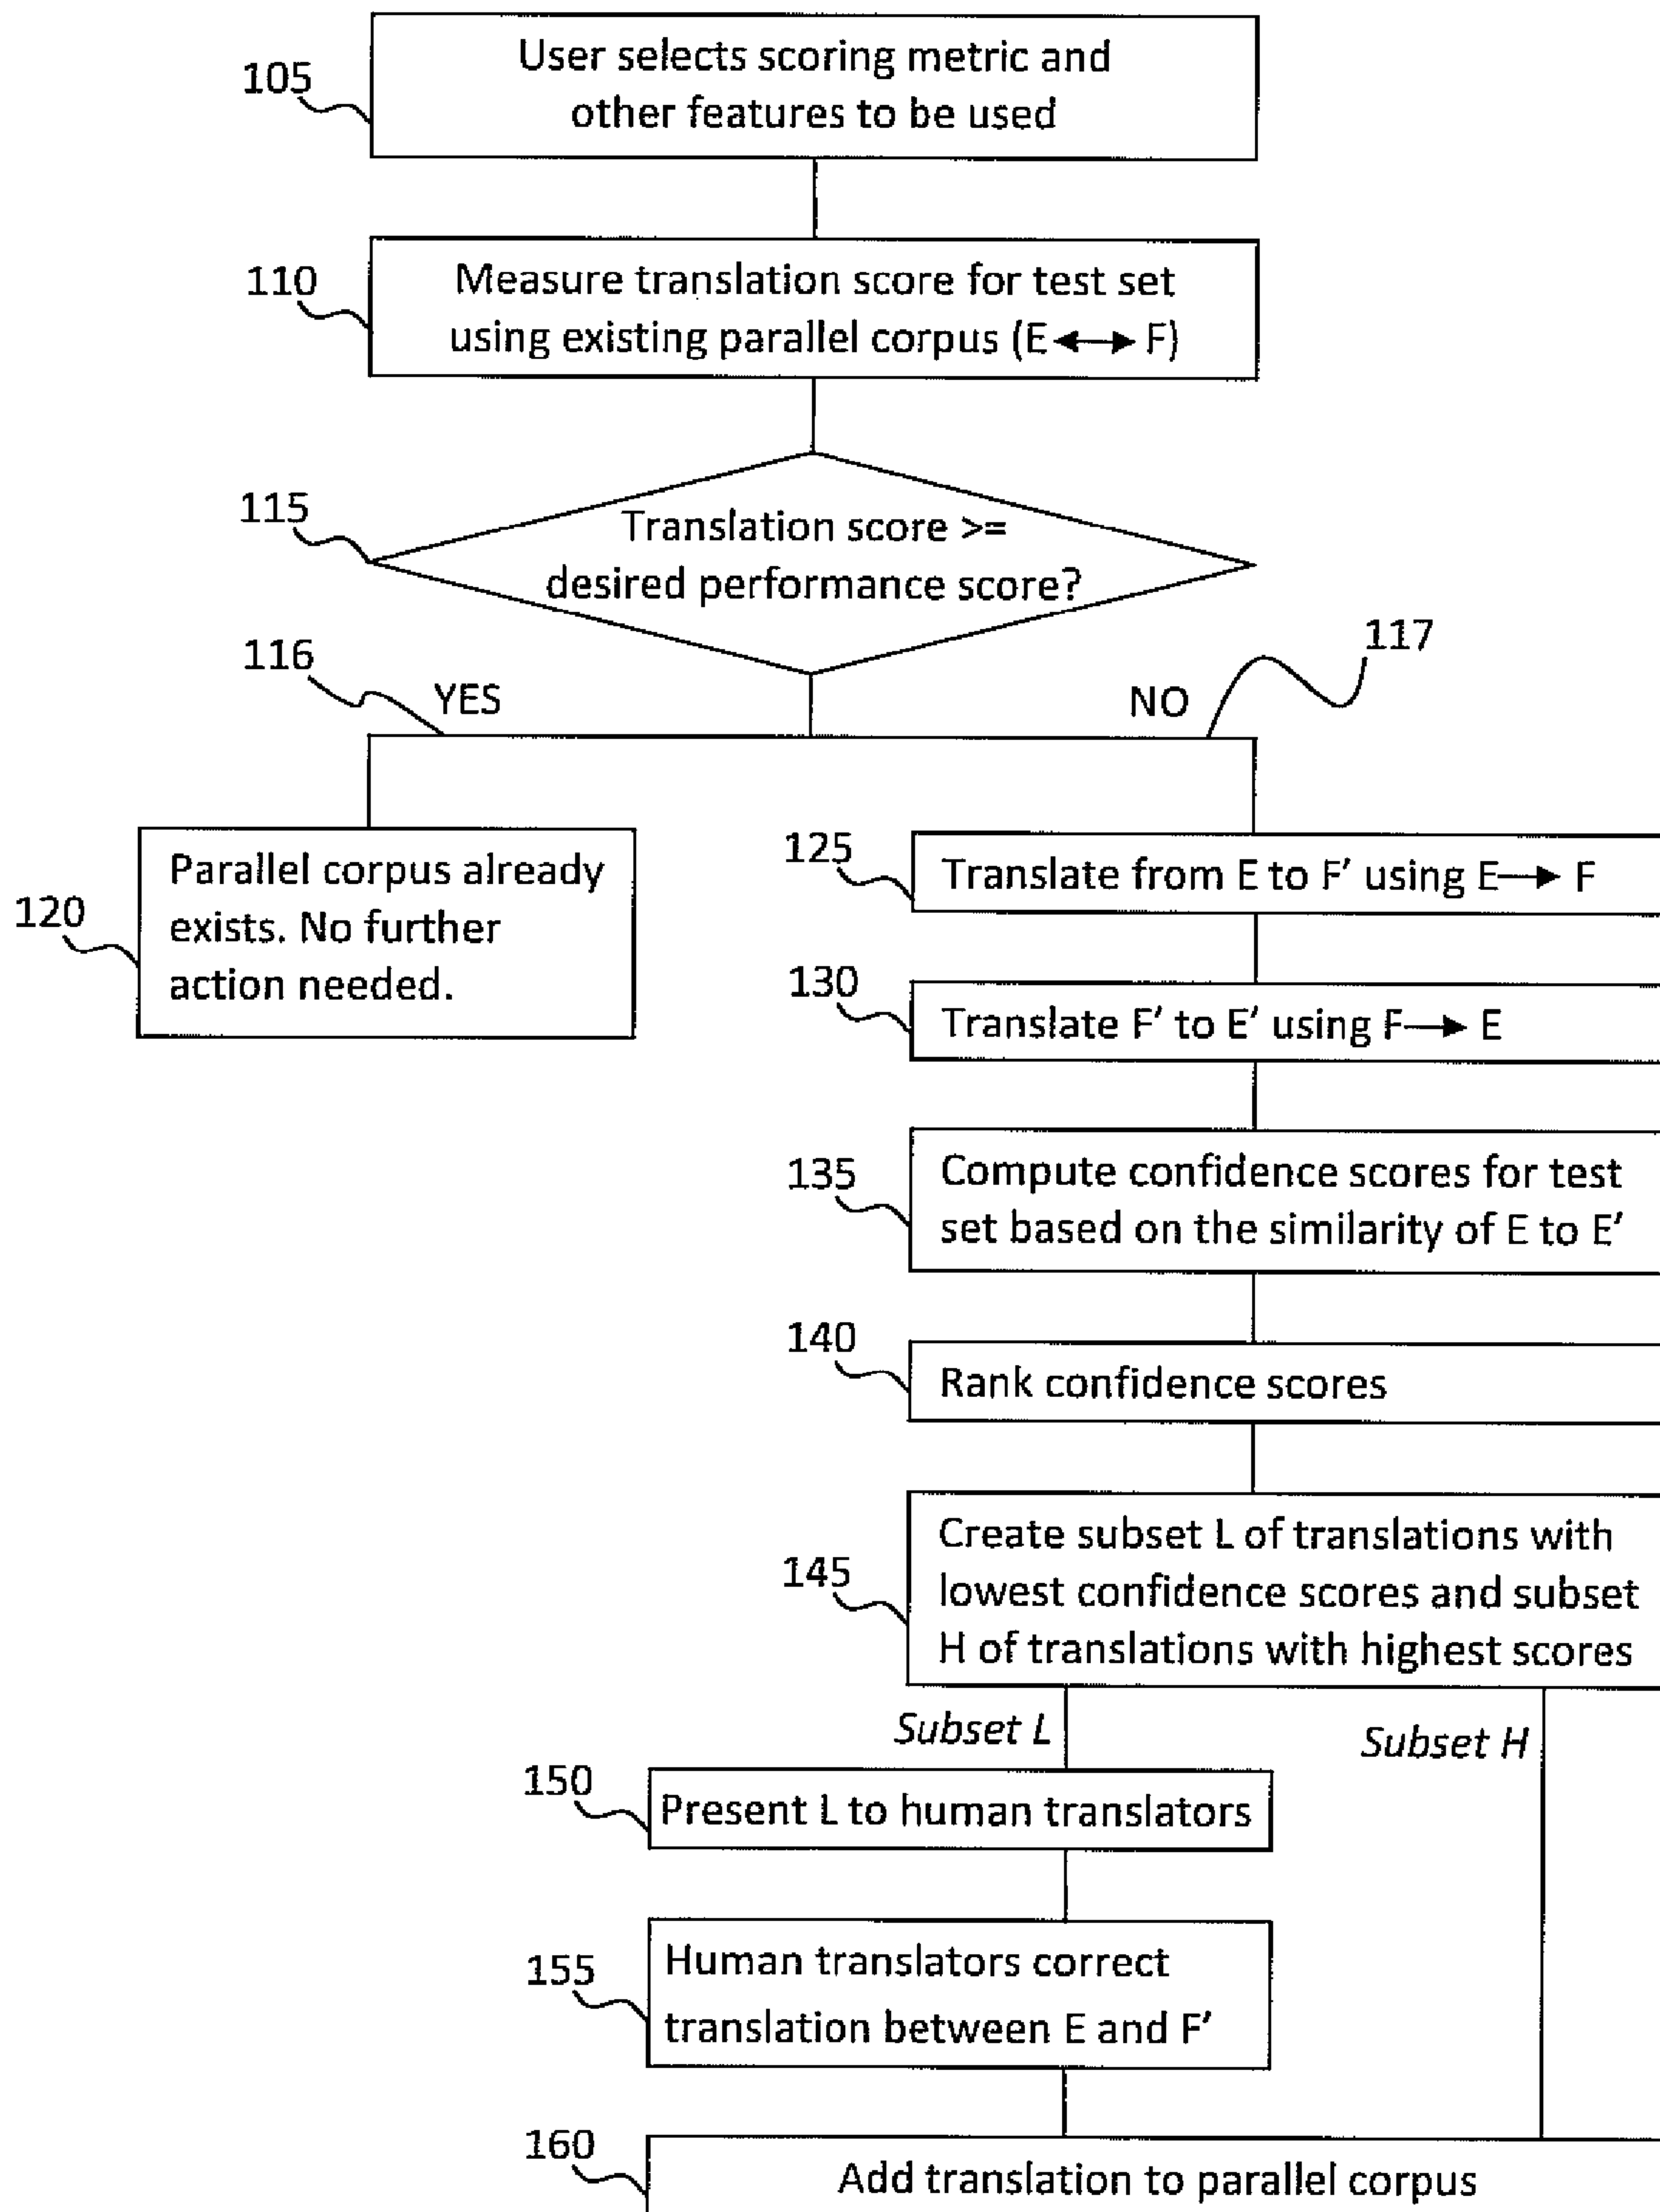 105
User selects scoring metric and
other features to be used
110
Measure translation score for test set
using existing parallel corpus (E ↔ F)
115
Translation score >=
desired performance score?
116
YES
NO
117
120
Parallel corpus already
exists. No further
action needed.
125
Translate from E to F' using E → F
130
Translate F' to E' using F → E
135
Compute confidence scores for test
set based on the similarity of E to E'
140
Rank confidence scores
145
Create subset L of translations with
lowest confidence scores and subset
H of translations with highest scores
Subset L
Subset H
150
Present L to human translators
155
Human translators correct
translation between E and F'
160
Add translation to parallel corpus